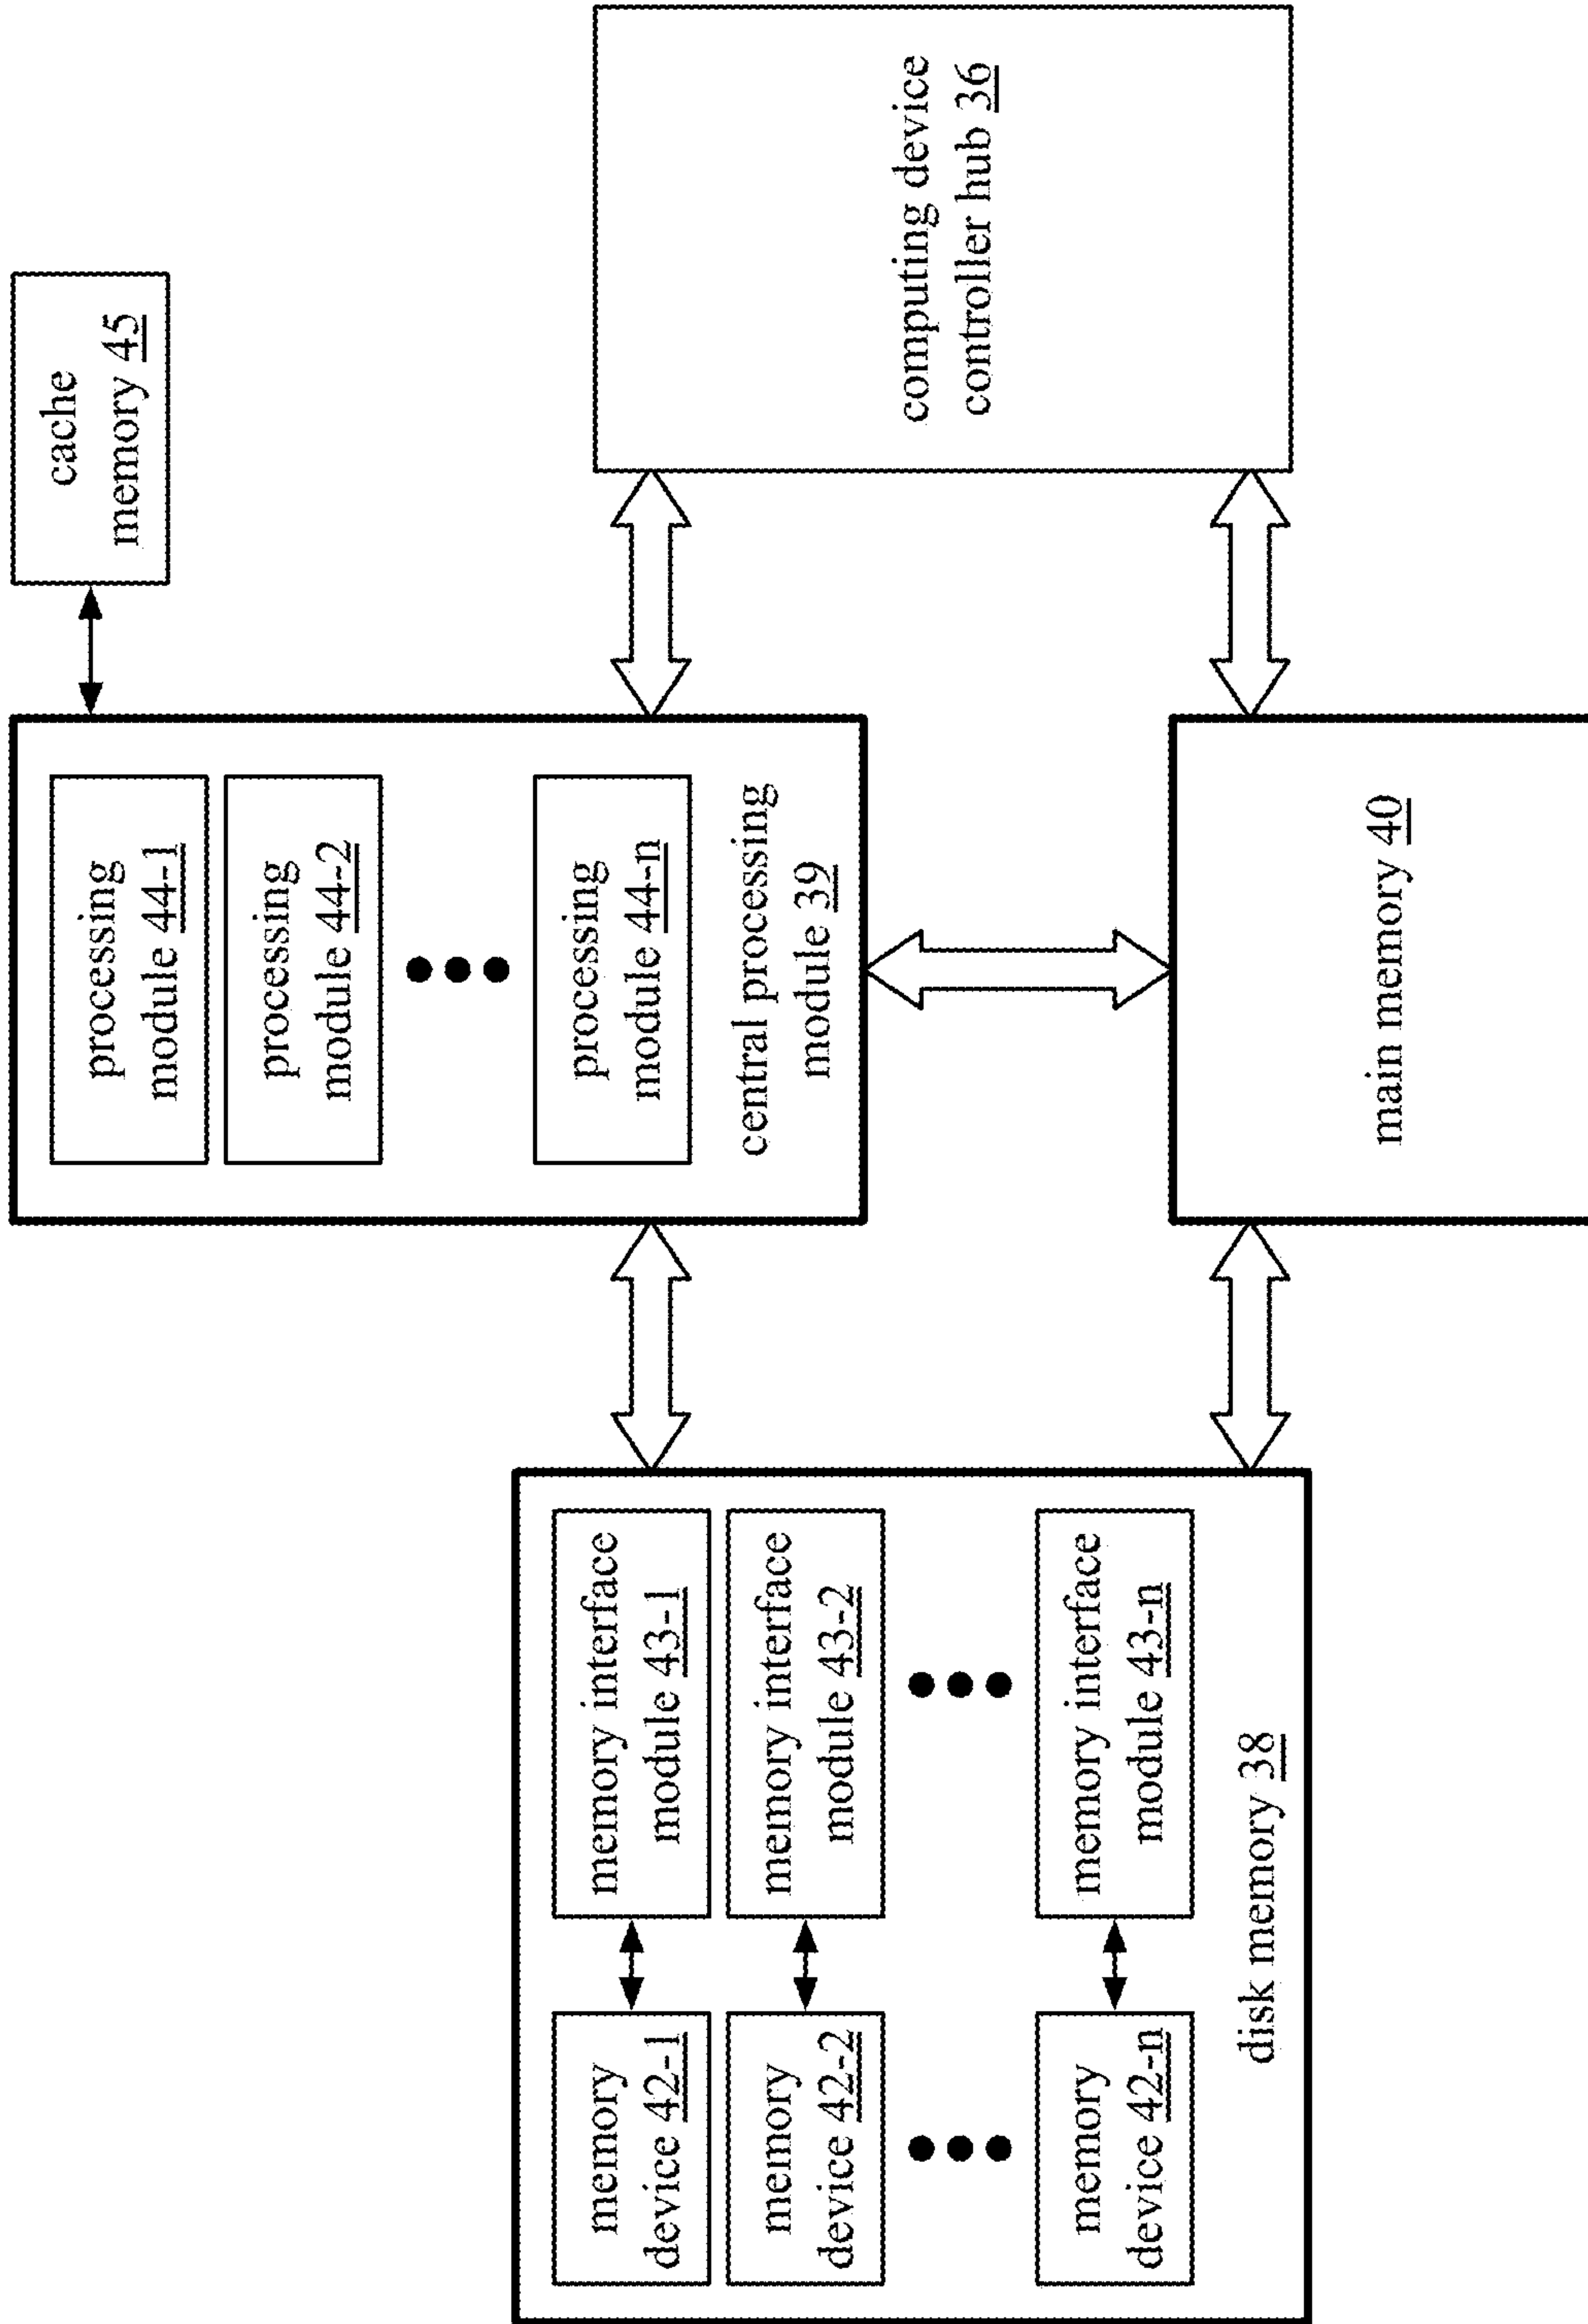 memory
device 42-1
memory interface
module 43-1
memory
device 42-2
memory interface
module 43-2
memory
device 42-n
memory interface
module 43-n
disk memory 38
processing
module 44-1
processing
module 44-2
processing
module 44-n
central processing
module 39
main memory 40
cache
memory 45
computing device
controller hub 36